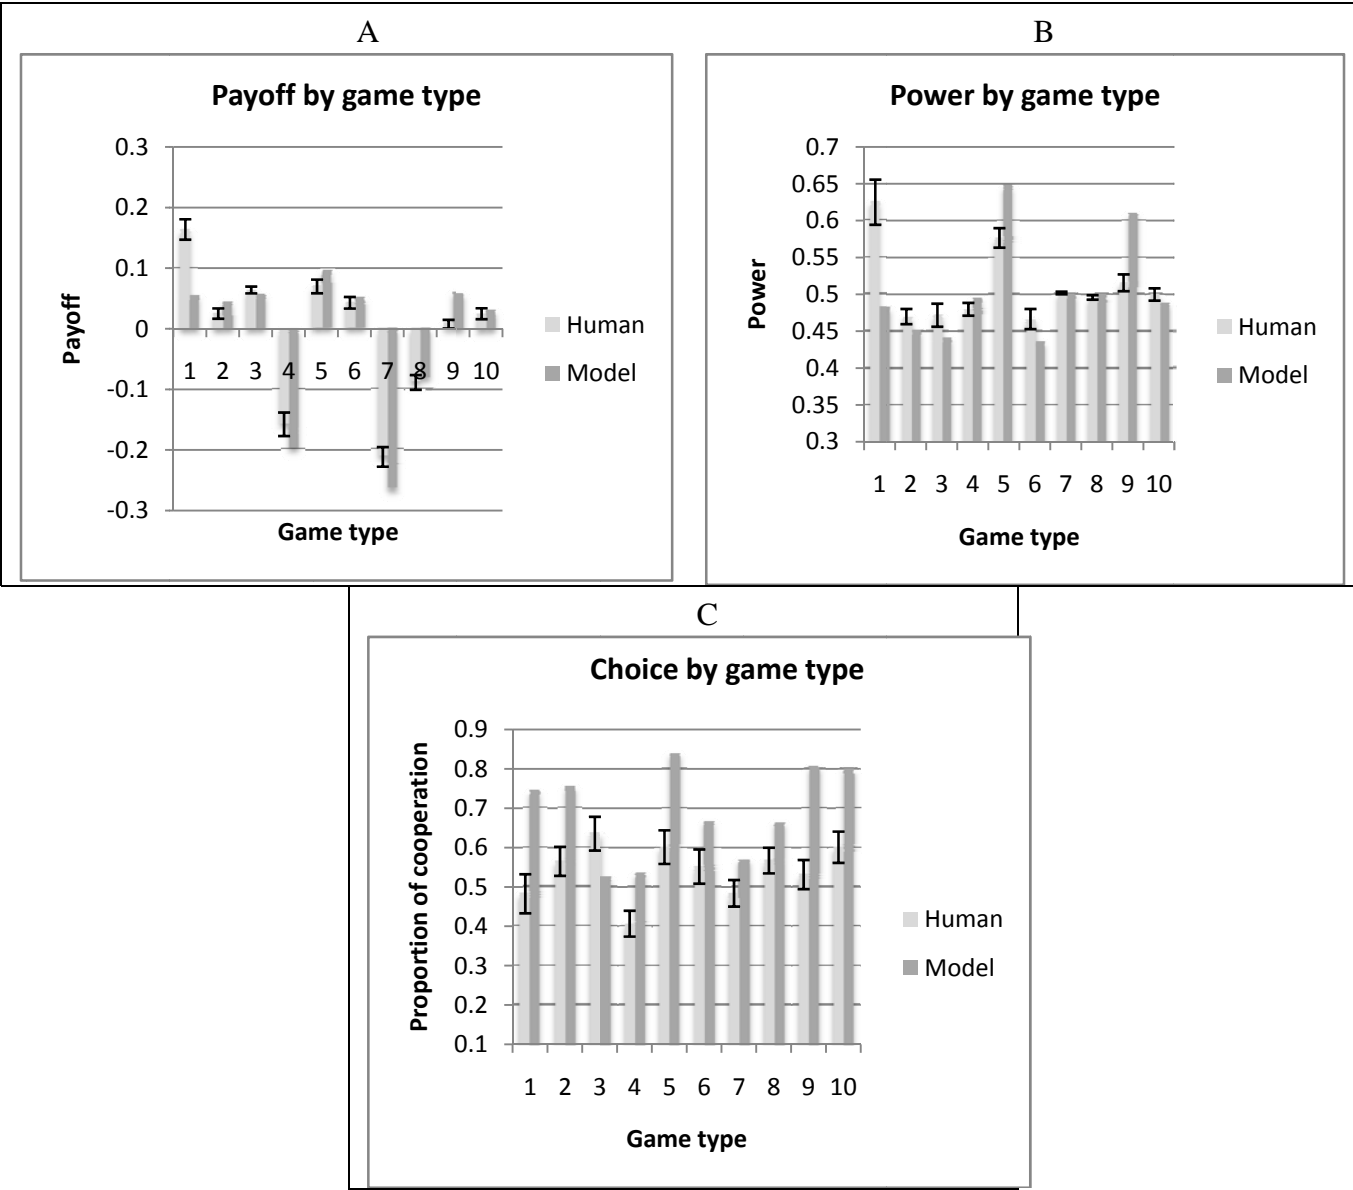 A
Payoff by game type
0.3
0.2
0.1
0
-0.1
-0.2
-0.3
Payoff
1 2 3 4 5 6 7 8 9 10
Game type
Human
Model
B
Power by game type
0.7
0.65
0.6
0.55
0.5
0.45
0.4
0.35
0.3
Power
1 2 3 4 5 6 7 8 9 10
Game type
Human
Model
C
Choice by game type
0.9
0.8
0.7
0.6
0.5
0.4
0.3
0.2
0.1
Proportion of cooperation
1 2 3 4 5 6 7 8 9 10
Game type
Human
Model